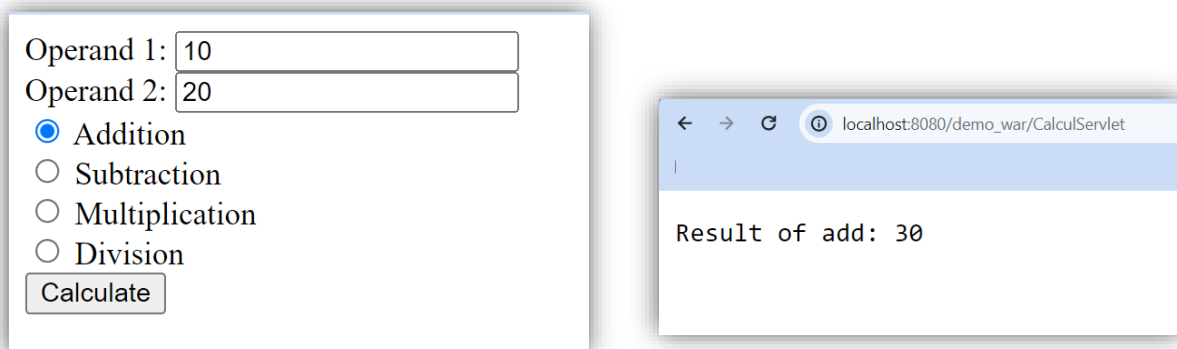 Operand 1: 10
Operand 2: 20
Addition
Subtraction
Multiplication
Division
Calculate
localhost:8080/demo_war/CalculServlet
Result of add: 30